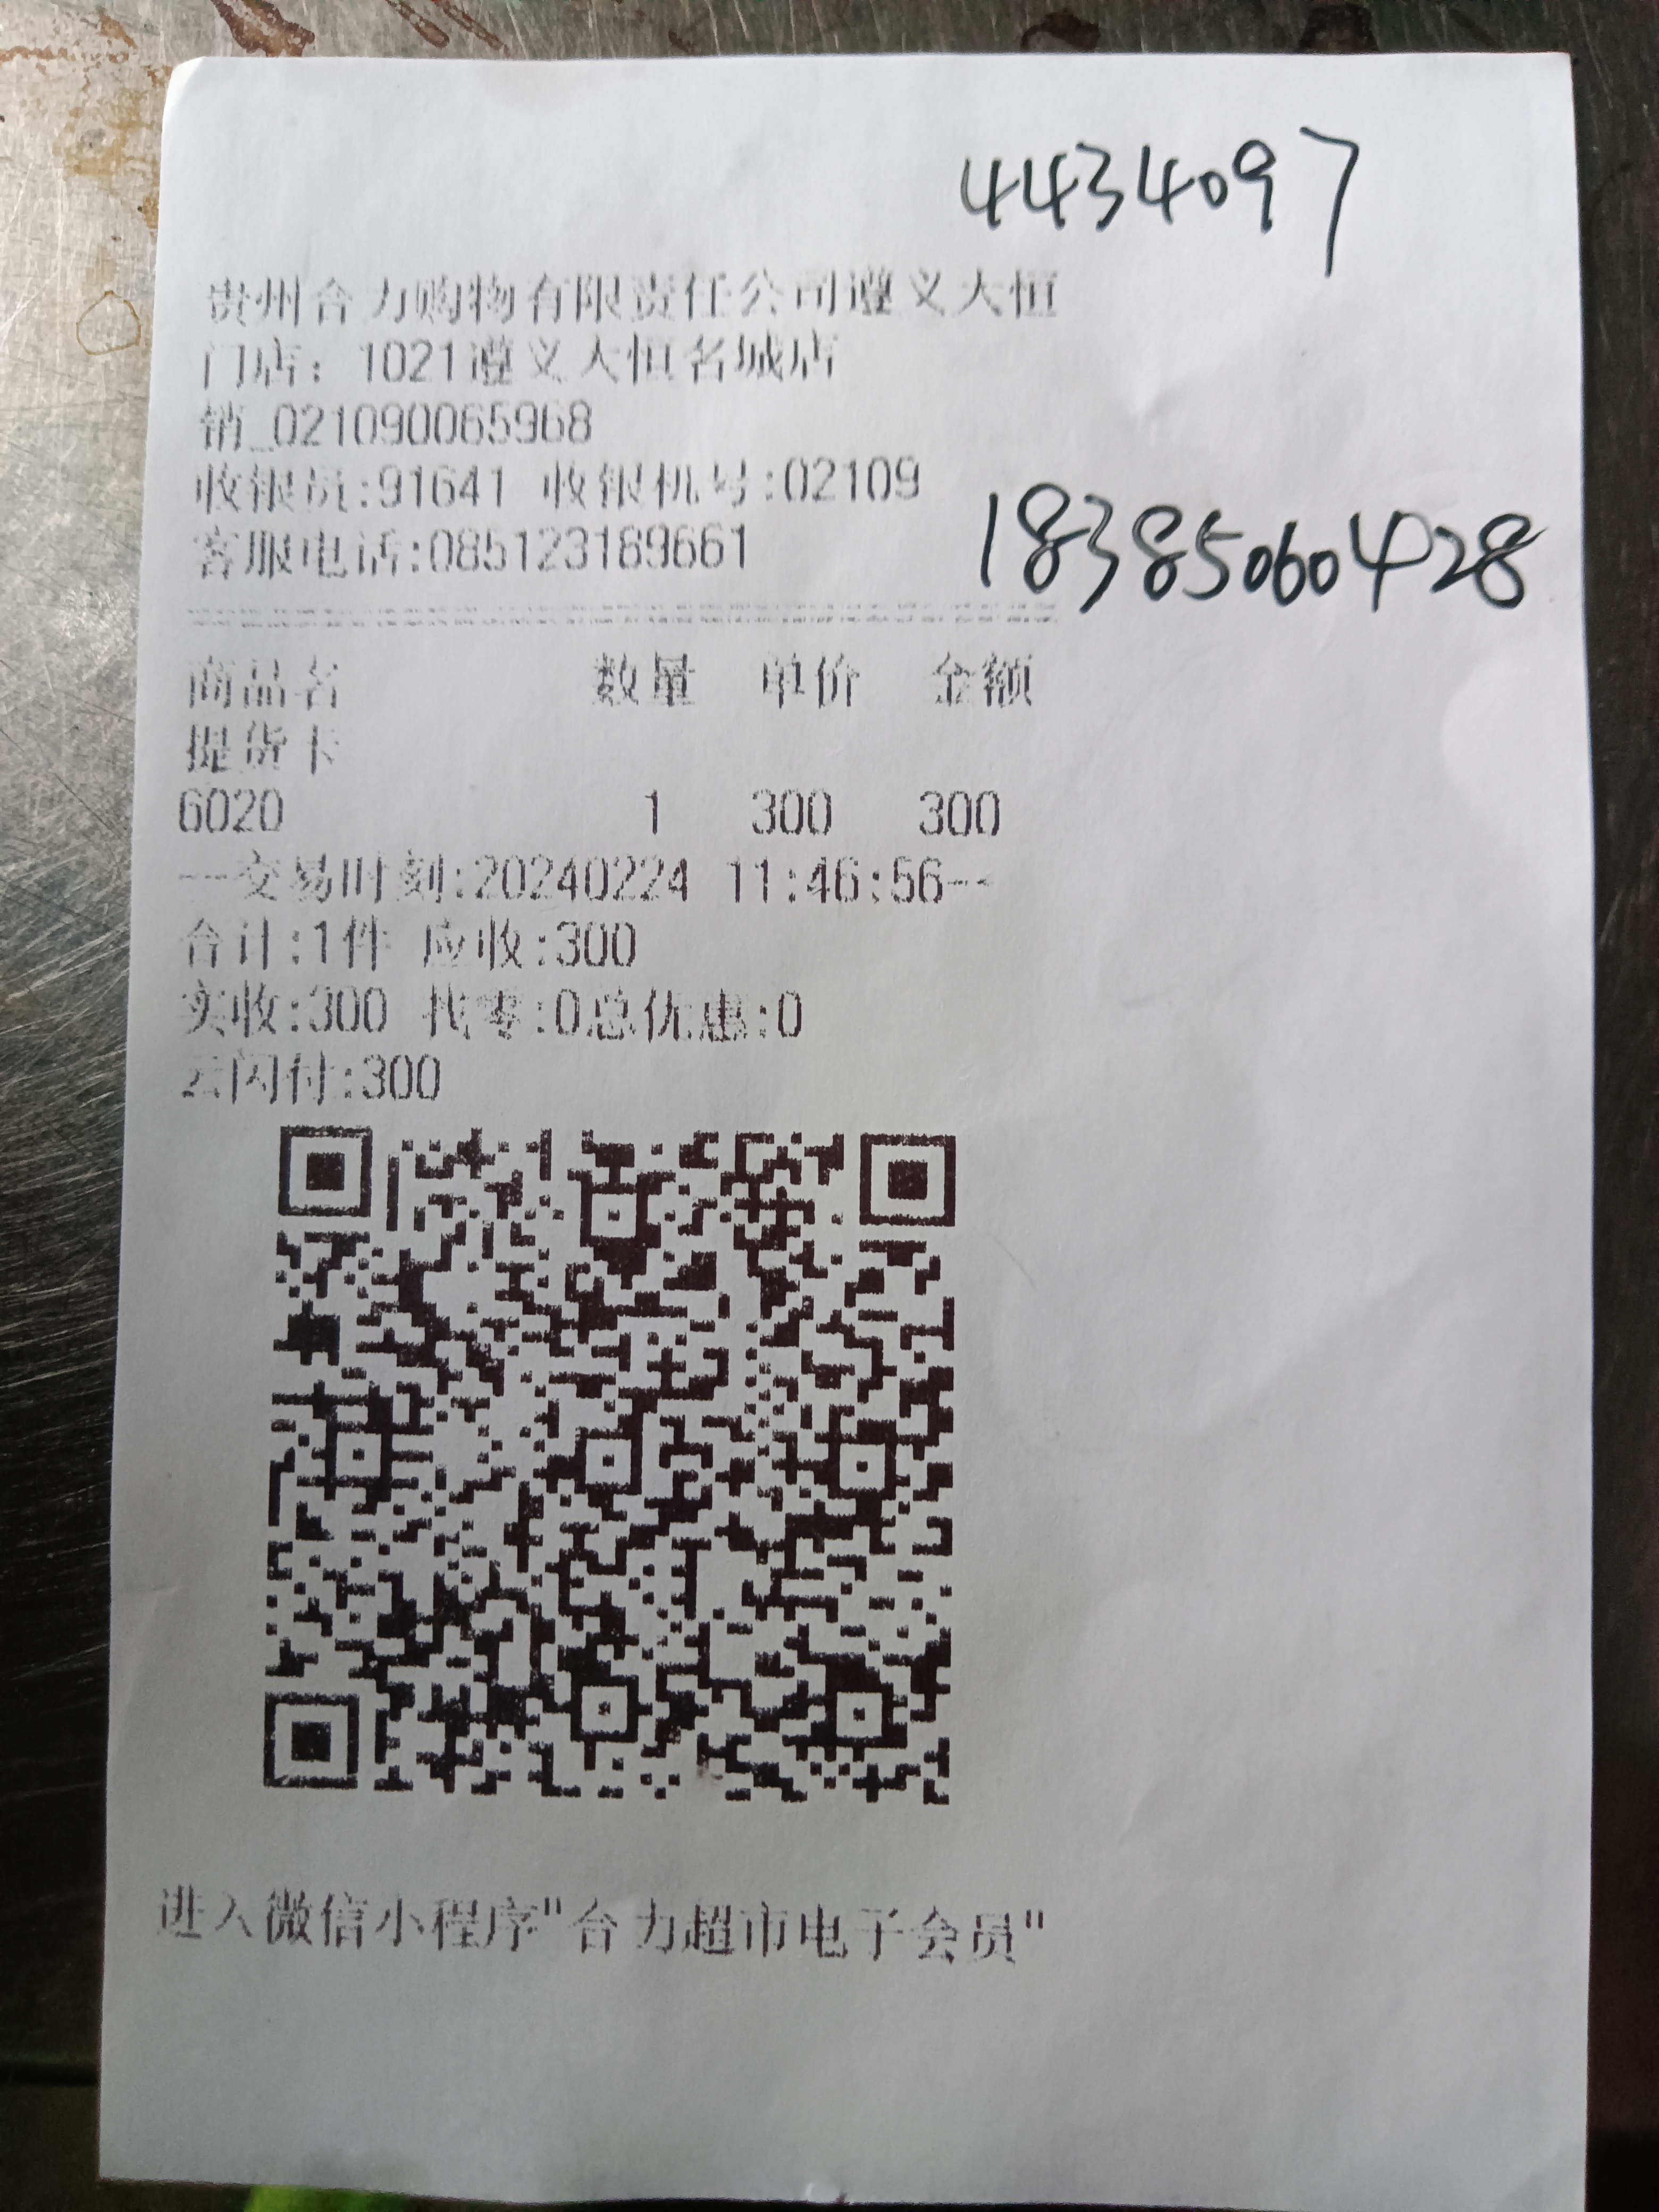 4434097
贵州合力购物有限责任公司遵义大恒
门店：1021遵义大恒名城店
销_021090065968
收银员:91641 收银机号:02109
客服电话:085123189661
18385060428
商品名 数量 单价 金额
提货卡
6020 1 300 300
--交易时刻:20240224 11:46:56--
合计:1件 应收:300
实收:300 找零:0总优惠:0
云闪付:300
进入微信小程序"合力超市电子会员"